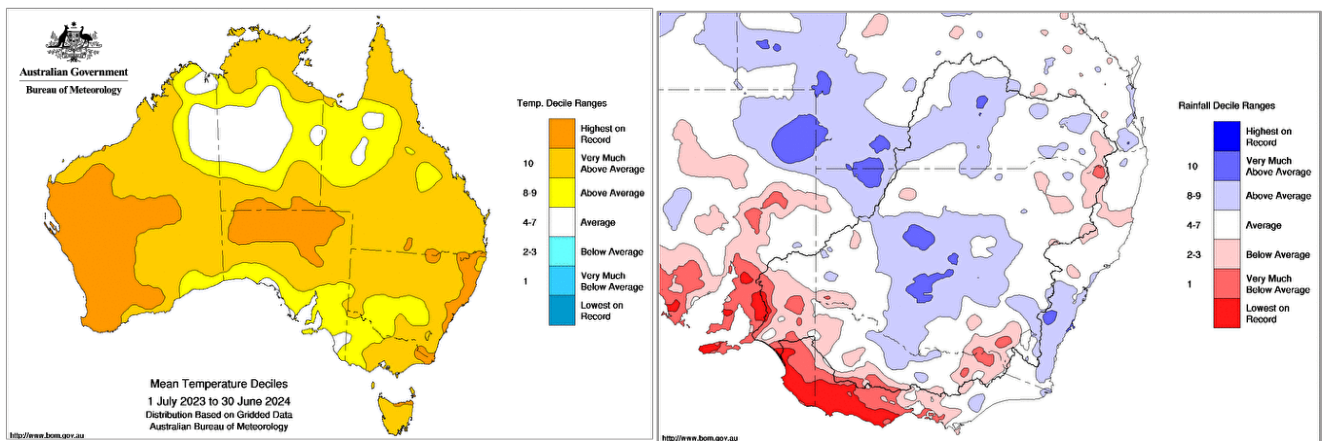 Australian Government
Bureau of Meteorology
Temp. Decile Ranges
Highest on
Record
10
Very Much
Above Average
8-9
Above Average
4-7
Average
2-3
Below Average
1
Very Much
Below Average
Lowest on
Record
Mean Temperature Deciles
1 July 2023 to 30 June 2024
Distribution Based on Gridded Data
Australian Bureau of Meteorology
http://www.bom.gov.au
Rainfall Decile Ranges
Highest on
Record
10
Very Much
Above Average
8-9
Above Average
4-7
Average
2-3
Below Average
1
Very Much
Below Average
Lowest on
Record
http://www.bom.gov.au